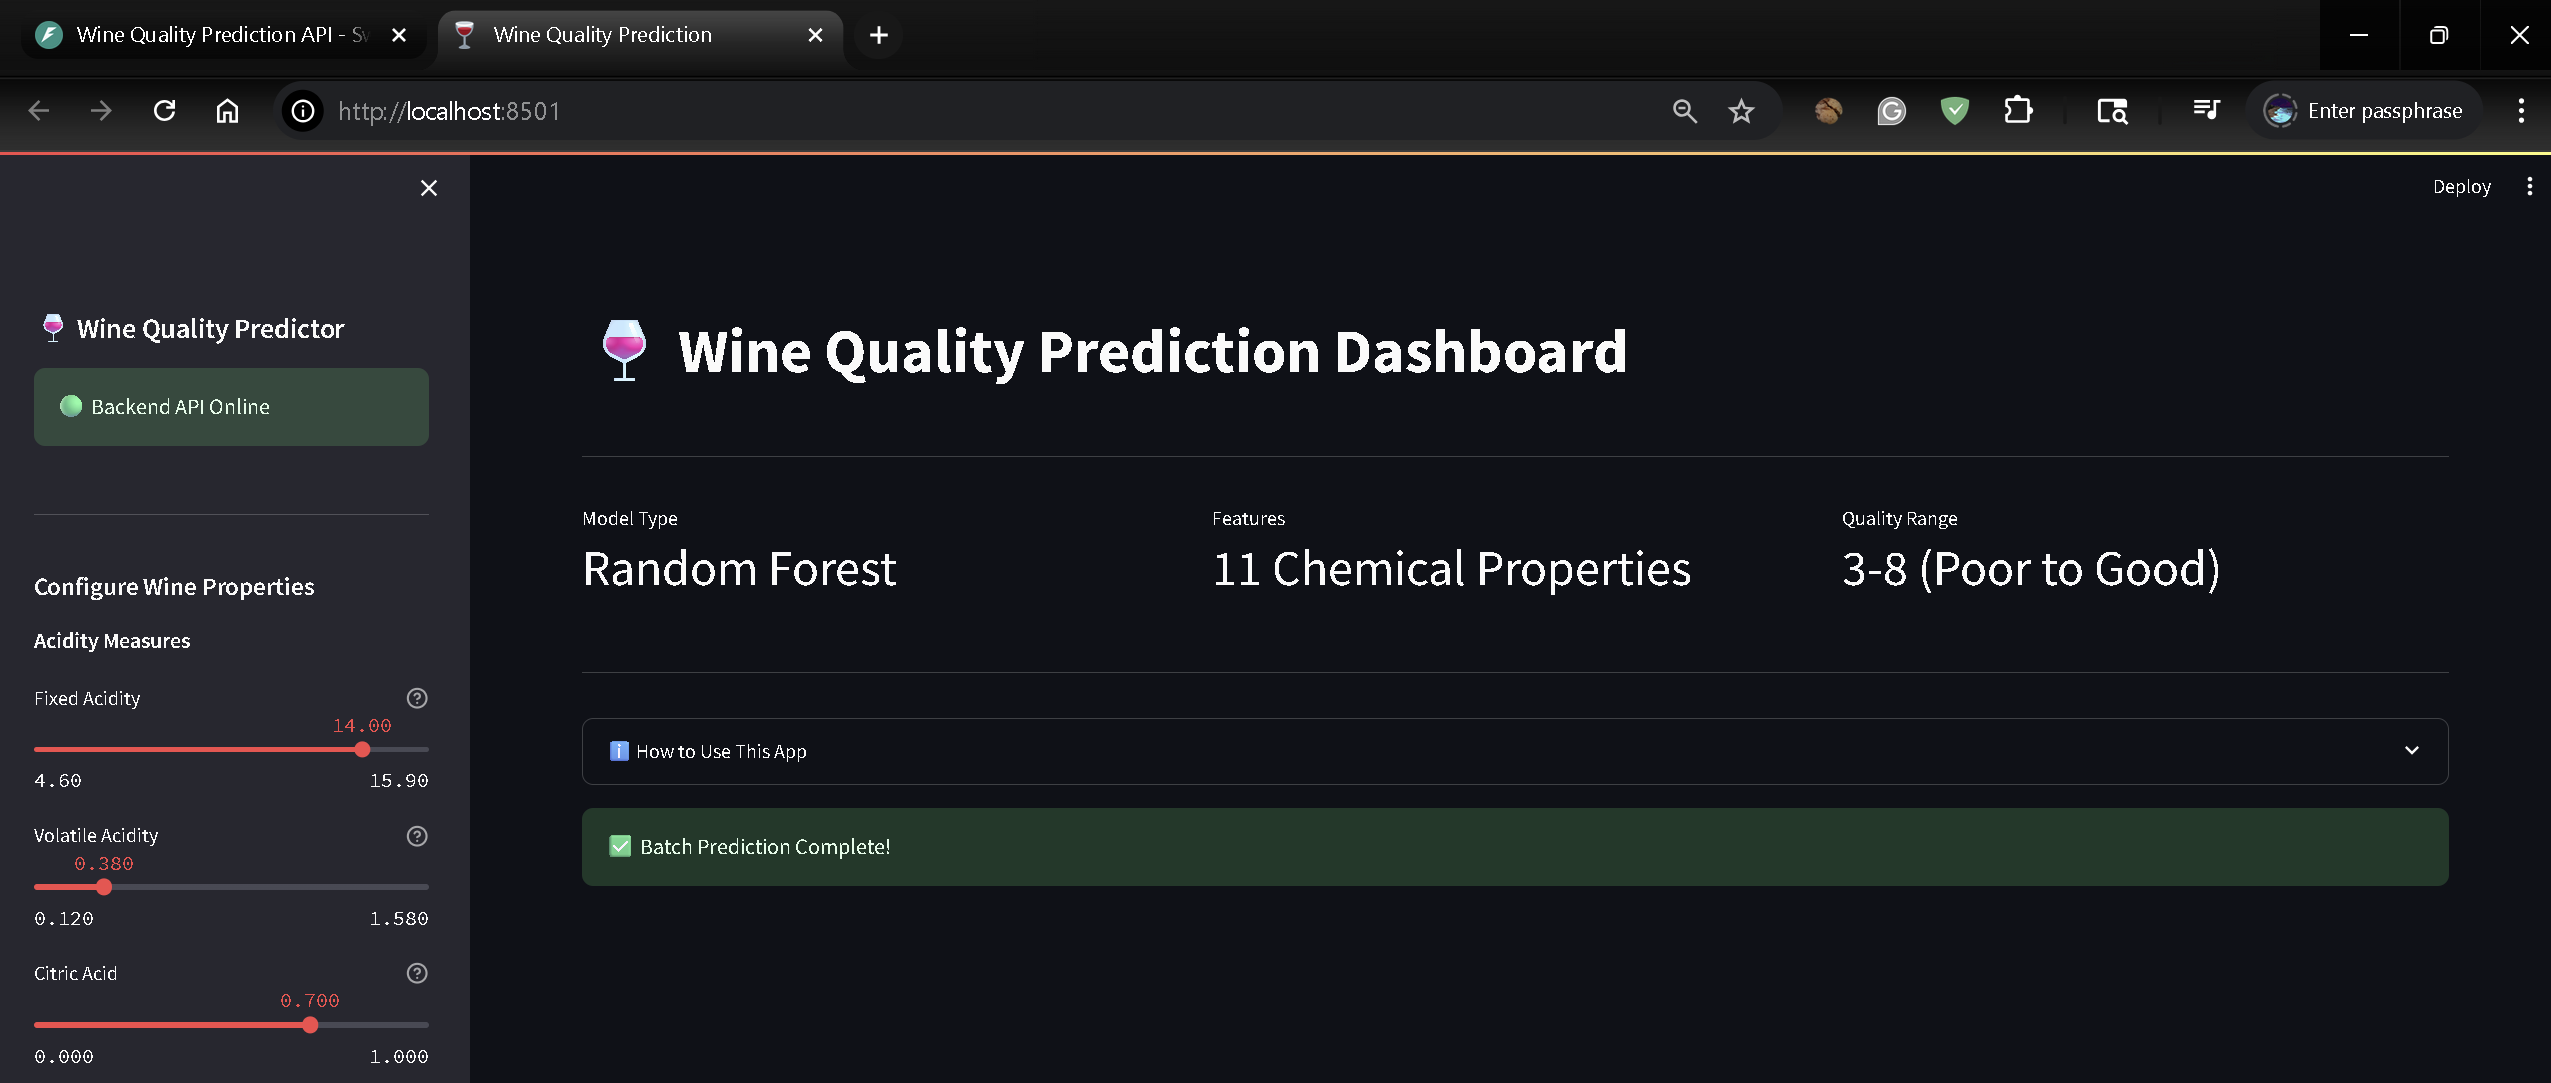 Wine Quality Prediction API - Sw
Wine Quality Prediction
http://localhost:8501
Enter passphrase
Deploy
Wine Quality Predictor
Backend API Online
Configure Wine Properties
Acidity Measures
Fixed Acidity
14.00
4.60 15.90
Volatile Acidity
0.380
0.120 1.580
Citric Acid
0.700
0.000 1.000
Wine Quality Prediction Dashboard
Model Type
Random Forest
Features
11 Chemical Properties
Quality Range
3-8 (Poor to Good)
How to Use This App
Batch Prediction Complete!